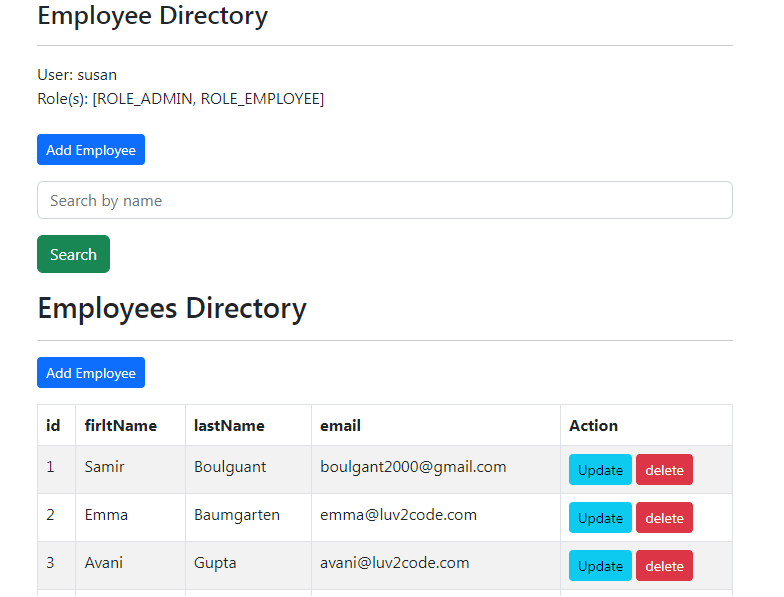 Employee Directory
User: susan
Role(s): [ROLE_ADMIN, ROLE_EMPLOYEE]
Add Employee
Search by name
Search
Employees Directory
Add Employee
id firltName lastName email Action
1 Samir Boulguant boulgant2000@gmail.com Update delete
2 Emma Baumgarten emma@luv2code.com Update delete
3 Avani Gupta avani@luv2code.com Update delete